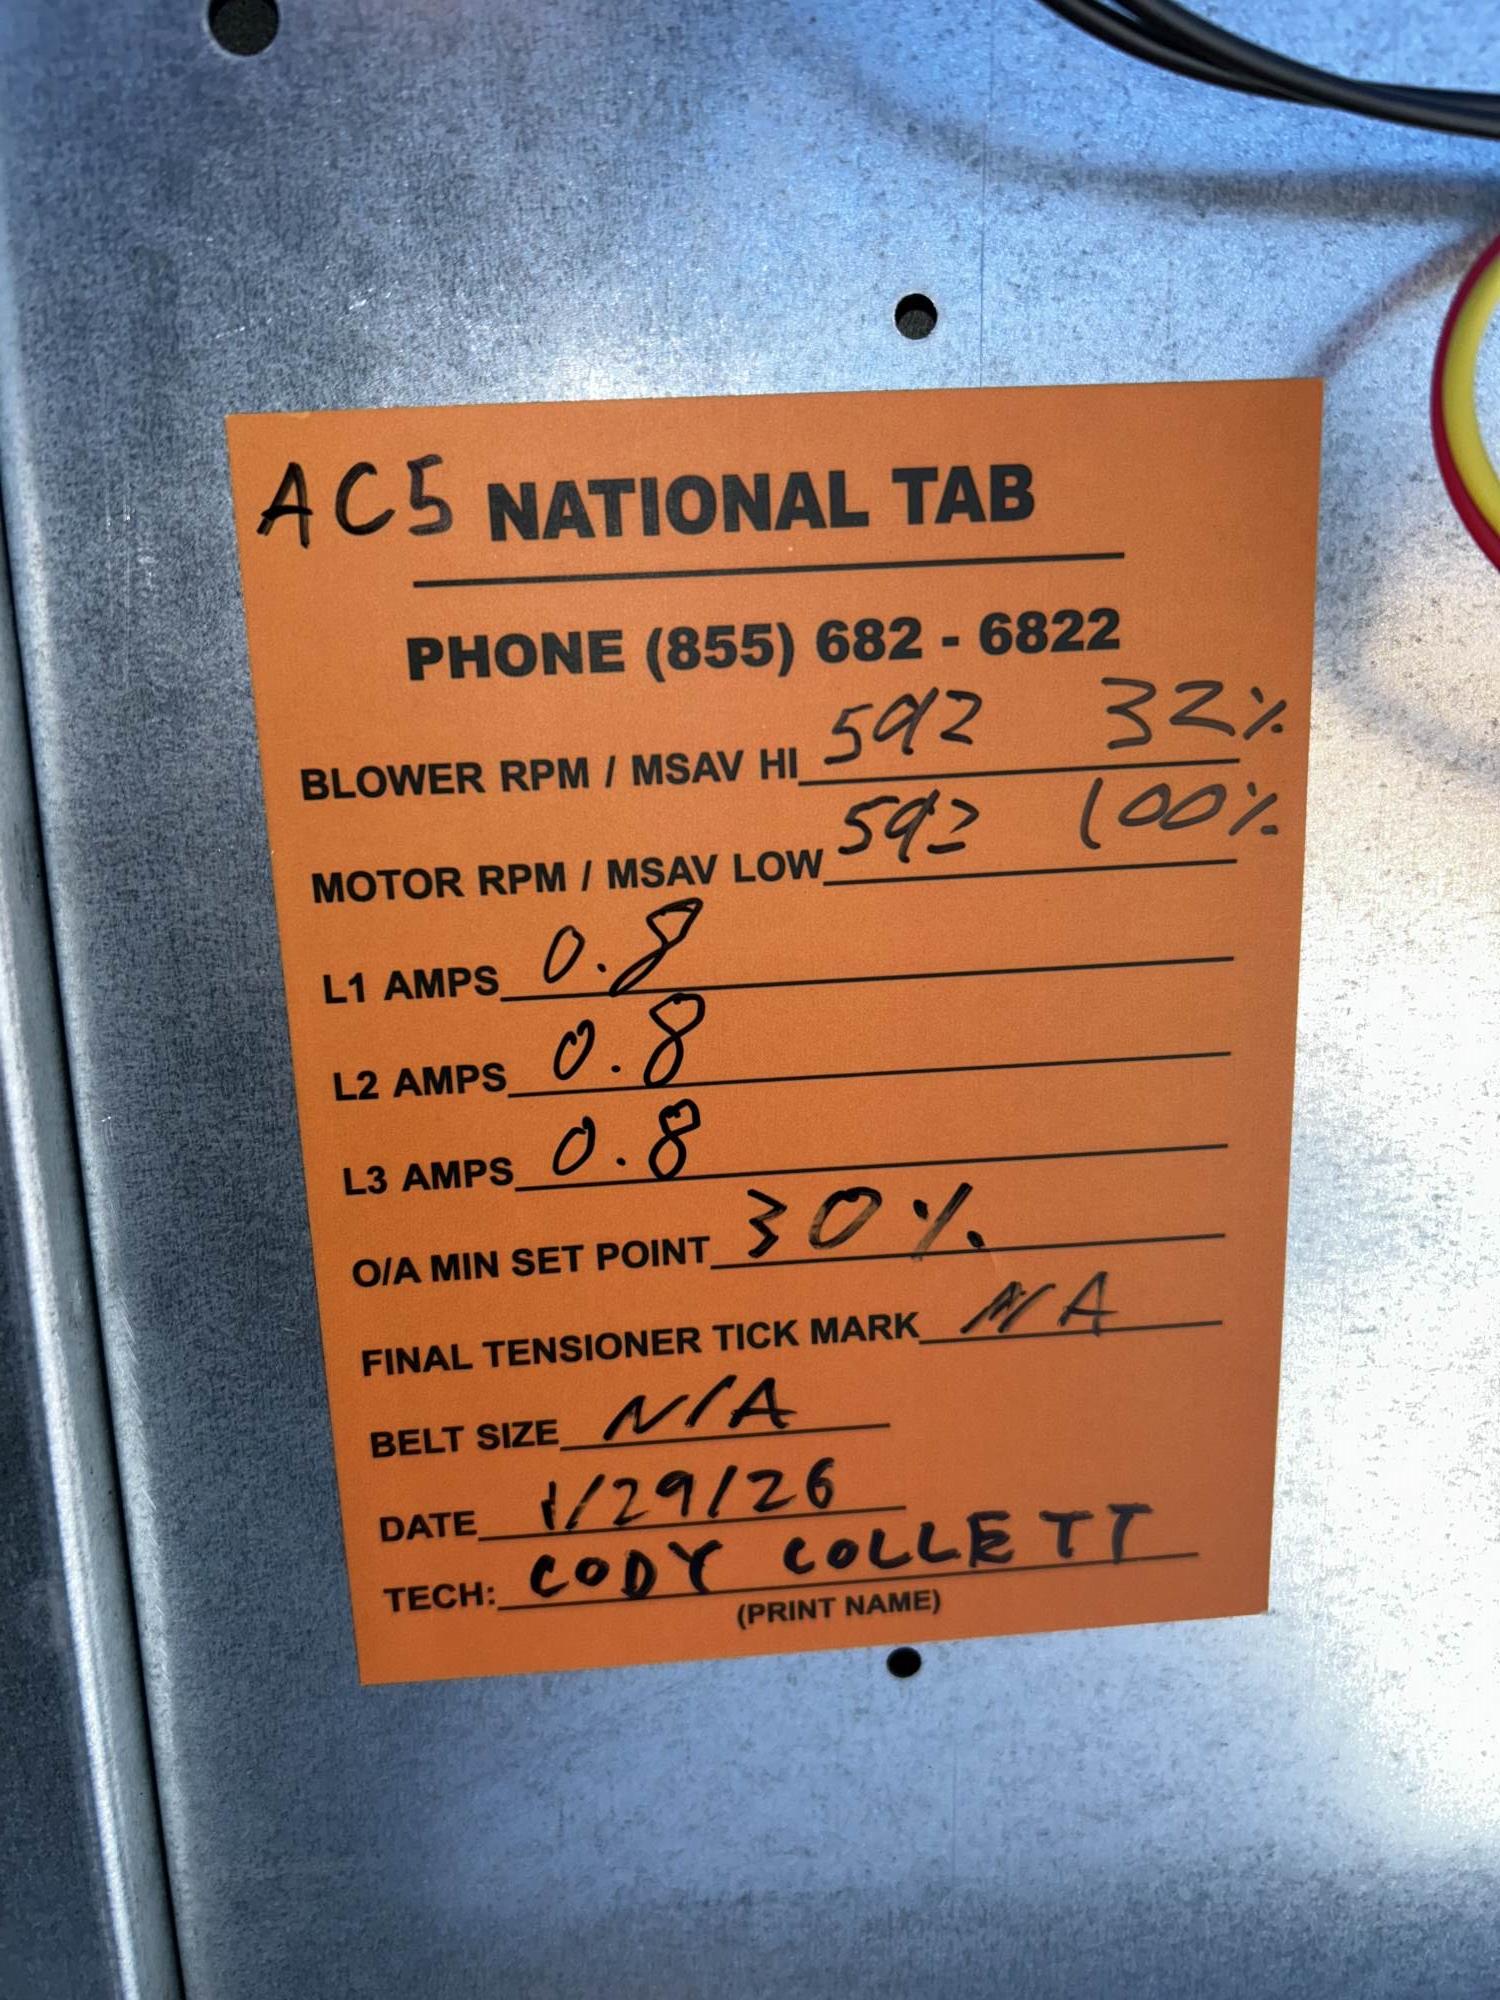 AC5 NATIONAL TAB
PHONE (855) 682 - 6822
BLOWER RPM / MSAV HI 592 32%
MOTOR RPM / MSAV LOW 592 100%
L1 AMPS 0.8
L2 AMPS 0.8
L3 AMPS 0.8
O/A MIN SET POINT 30%
FINAL TENSIONER TICK MARK N/A
BELT SIZE N/A
DATE 1/29/26
TECH: CODY COLLETT
(PRINT NAME)